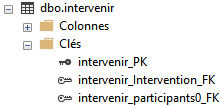 dbo.intervenir
Colonnes
Clés
intervenir_PK
intervenir_Intervention_FK
intervenir_participants0_FK